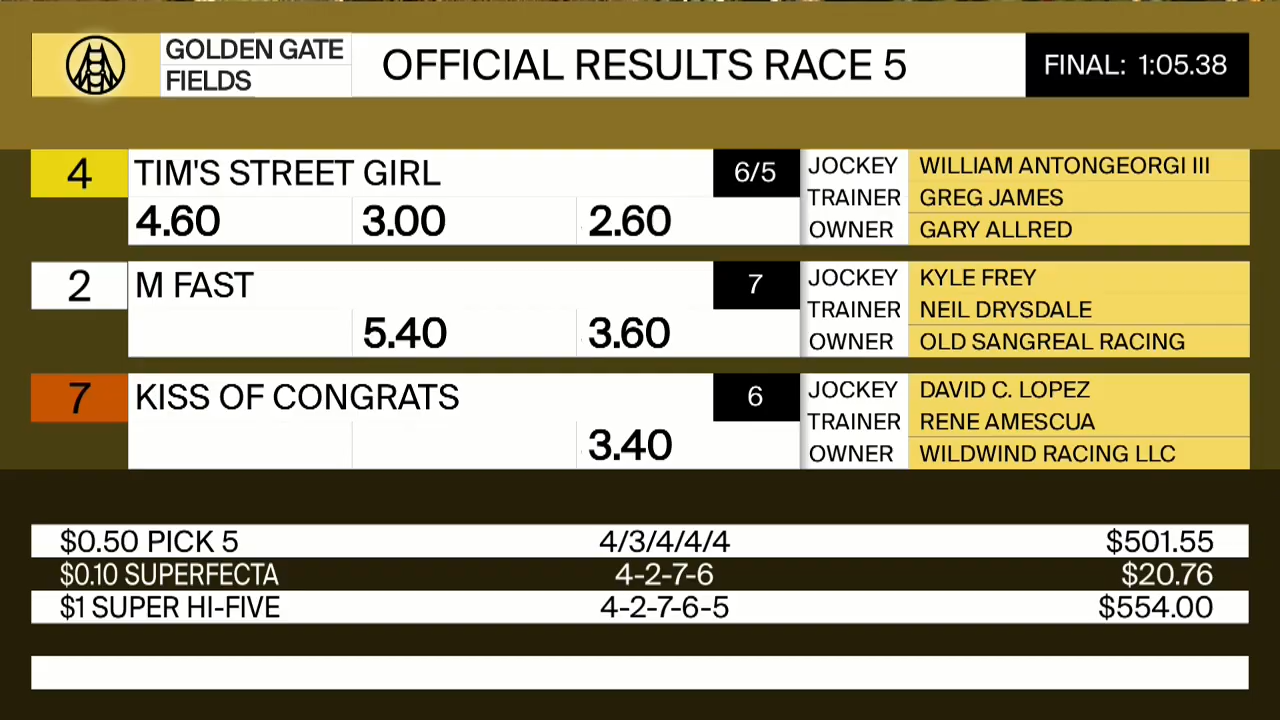 GOLDEN GATE
FIELDS
OFFICIAL RESULTS RACE 5
FINAL: 1:05.38
4
TIM'S STREET GIRL
6/5
4.60 3.00 2.60
JOCKEY WILLIAM ANTONGEORGI III
TRAINER GREG JAMES
OWNER GARY ALLRED
2
M FAST
7
5.40 3.60
JOCKEY KYLE FREY
TRAINER NEIL DRYSDALE
OWNER OLD SANGREAL RACING
7
KISS OF CONGRATS
6
3.40
JOCKEY DAVID C. LOPEZ
TRAINER RENE AMESCUA
OWNER WILDWIND RACING LLC
$0.50 PICK 5 4/3/4/4/4 $501.55
$0.10 SUPERFECTA 4-2-7-6 $20.76
$1 SUPER HI-FIVE 4-2-7-6-5 $554.00